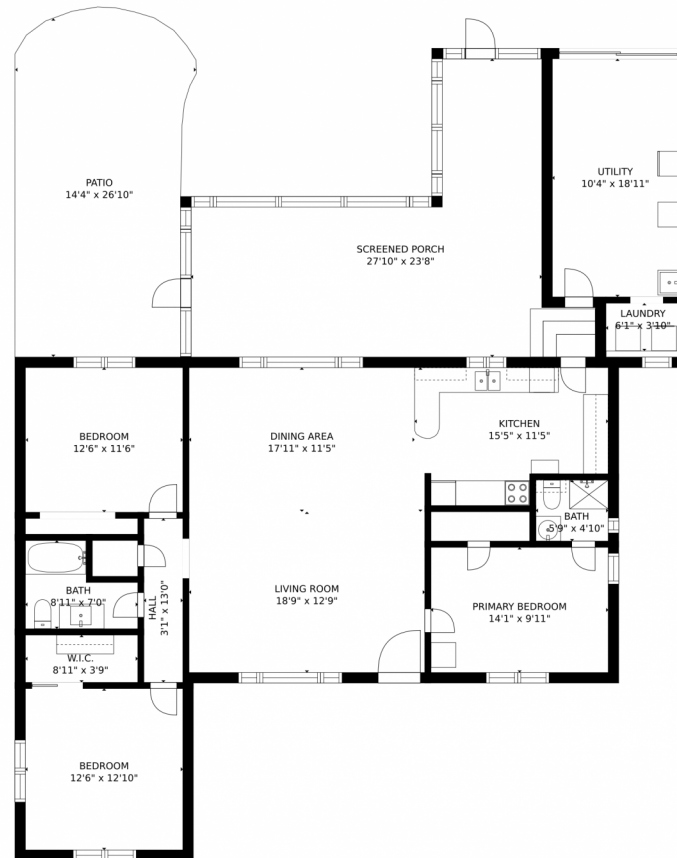 PATIO
14'4" x 26'10"
UTILITY
10'4" x 18'11"
SCREENED PORCH
27'10" x 23'8"
LAUNDRY
6'1" x 3'10"
BEDROOM
12'6" x 11'6"
DINING AREA
17'11" x 11'5"
KITCHEN
15'5" x 11'5"
BATH
5'9" x 4'10"
BATH
8'11" x 7'0"
HALL
3'1" x 13'0"
LIVING ROOM
18'9" x 12'9"
PRIMARY BEDROOM
14'1" x 9'11"
W.I.C.
8'11" x 3'9"
BEDROOM
12'6" x 12'10"